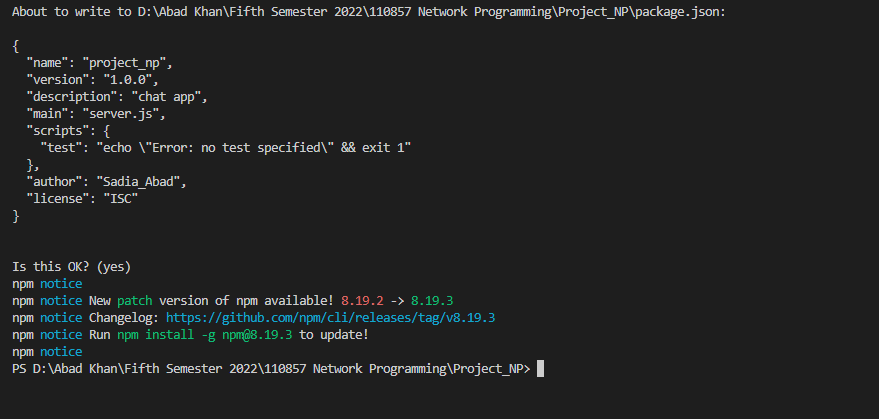 About to write to D:\Abad Khan\Fifth Semester 2022\110857 Network Programming\Project_NP\package.json:
{
  "name": "project_np",
  "version": "1.0.0",
  "description": "chat app",
  "main": "server.js",
  "scripts": {
    "test": "echo \"Error: no test specified\" && exit 1"
  },
  "author": "Sadia_Abad",
  "license": "ISC"
}
Is this OK? (yes)
npm notice
npm notice New patch version of npm available! 8.19.2 -> 8.19.3
npm notice Changelog: https://github.com/npm/cli/releases/tag/v8.19.3
npm notice Run npm install -g npm@8.19.3 to update!
npm notice
PS D:\Abad Khan\Fifth Semester 2022\110857 Network Programming\Project_NP>